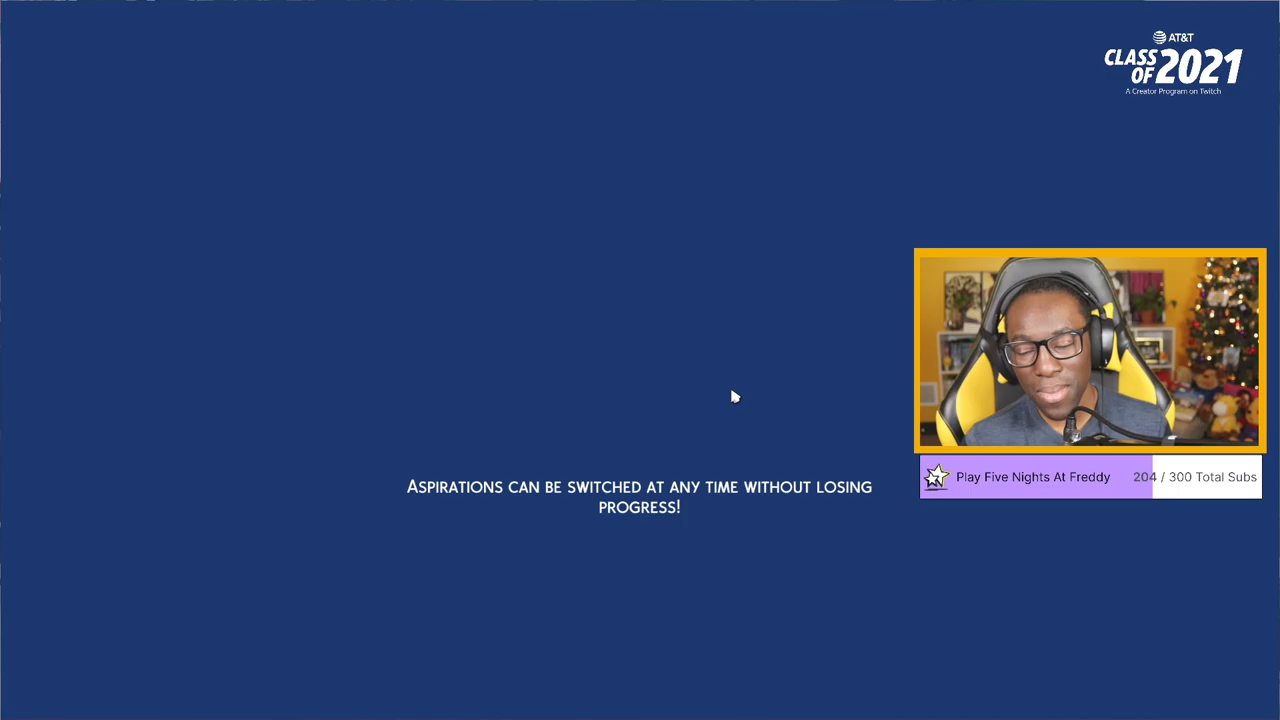 AT&T
CLASS
OF 2021
A Creator Program on Twitch
Play Five Nights At Freddy 204 / 300 Total Subs
ASPIRATIONS CAN BE SWITCHED AT ANY TIME WITHOUT LOSING
PROGRESS!